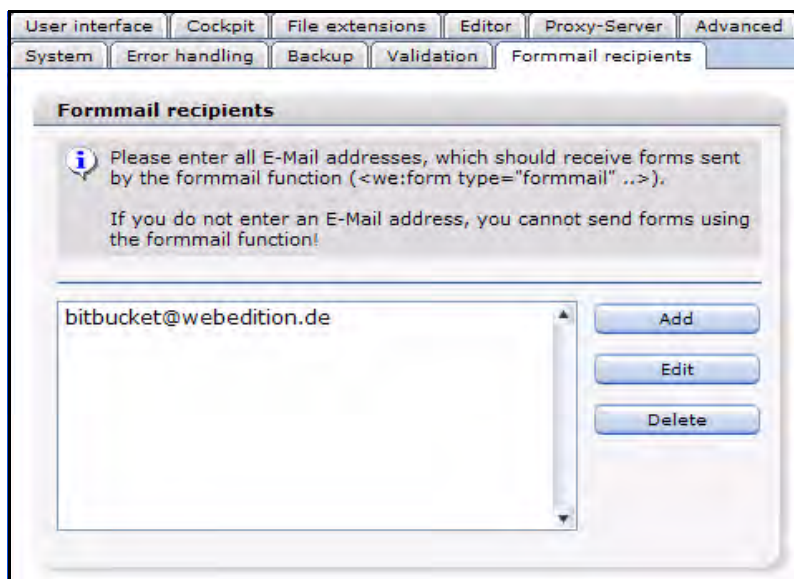 User interface Cockpit File extensions Editor Proxy-Server Advanced
System Error handling Backup Validation Formmail recipients
Formmail recipients
Please enter all E-Mail addresses, which should receive forms sent
by the formmail function (<we:form type="formmail" ..>).
If you do not enter an E-Mail address, you cannot send forms using
the formmail function!
bitbucket@webedition.de
Add
Edit
Delete